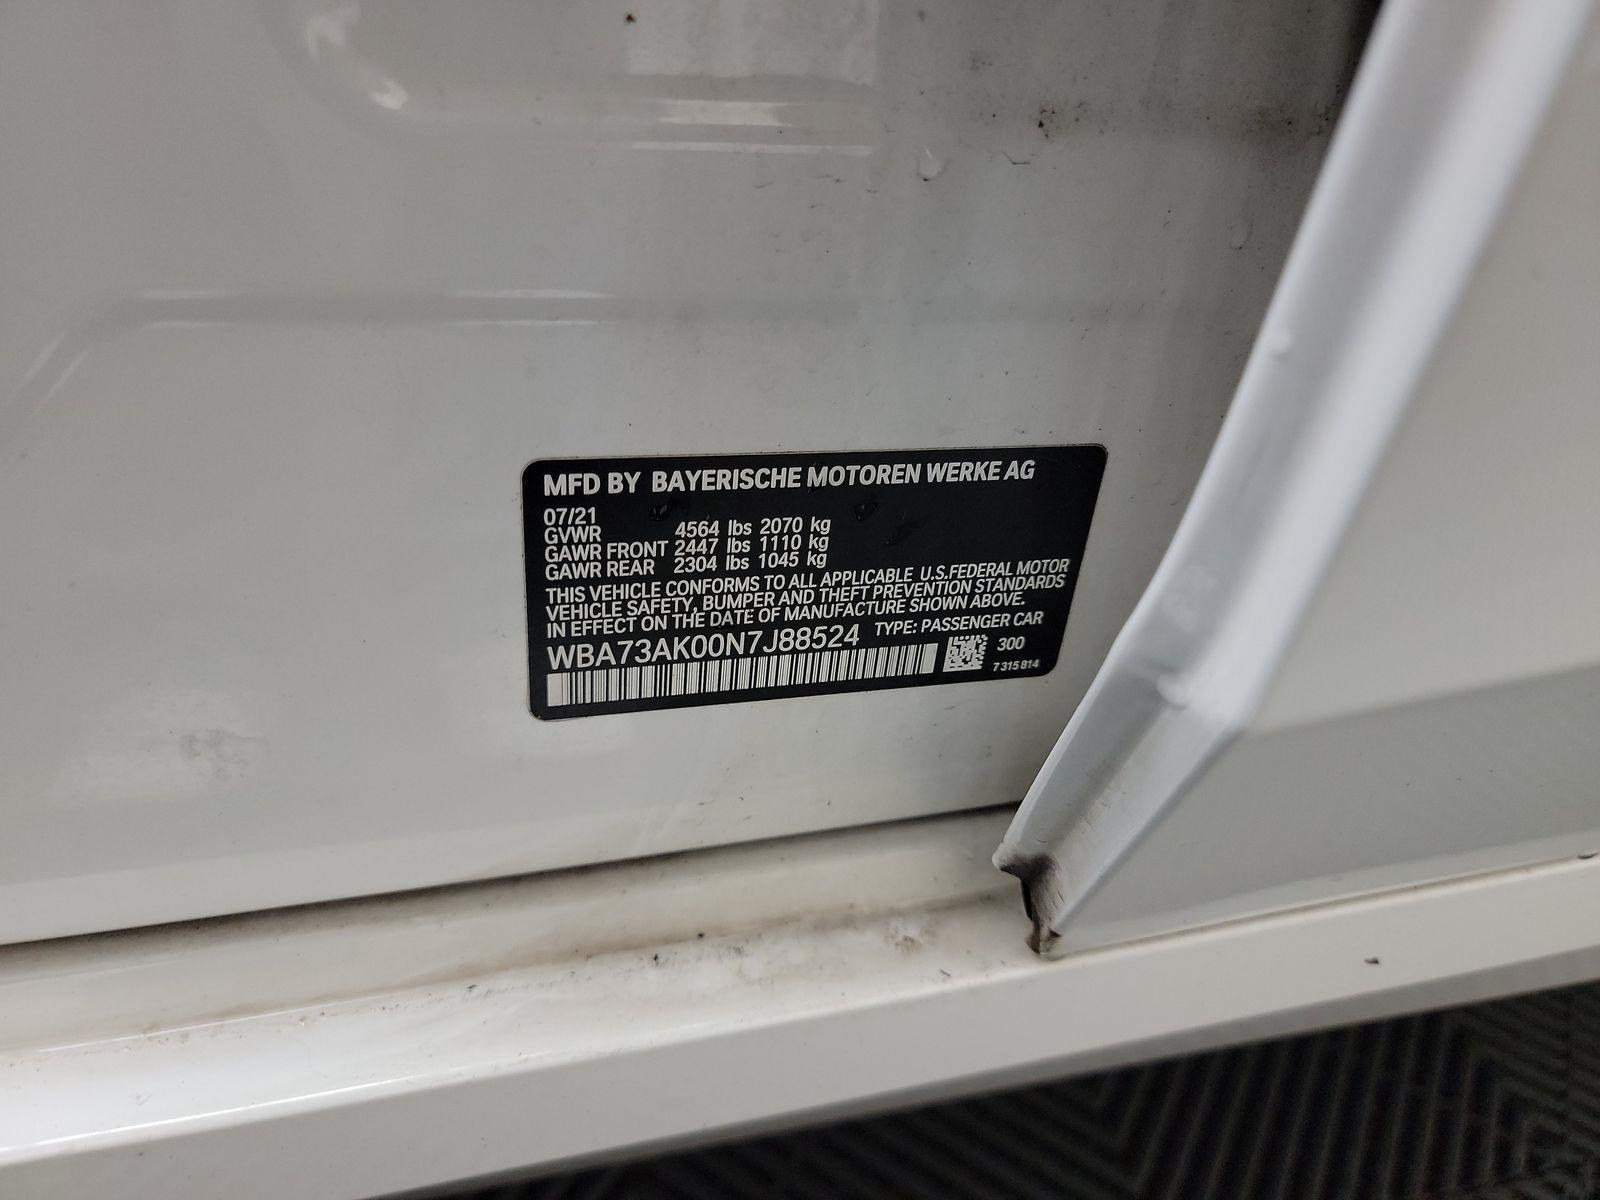 MFD BY BAYERISCHE MOTOREN WERKE AG
07/21
GVWR 4564 lbs 2070 kg
GAWR FRONT 2447 lbs 1110 kg
GAWR REAR 2304 lbs 1045 kg
THIS VEHICLE CONFORMS TO ALL APPLICABLE U.S.FEDERAL MOTOR
VEHICLE SAFETY, BUMPER AND THEFT PREVENTION STANDARDS
IN EFFECT ON THE DATE OF MANUFACTURE SHOWN ABOVE.
WBA73AK00N7J88524 TYPE: PASSENGER CAR
300
7 315 814